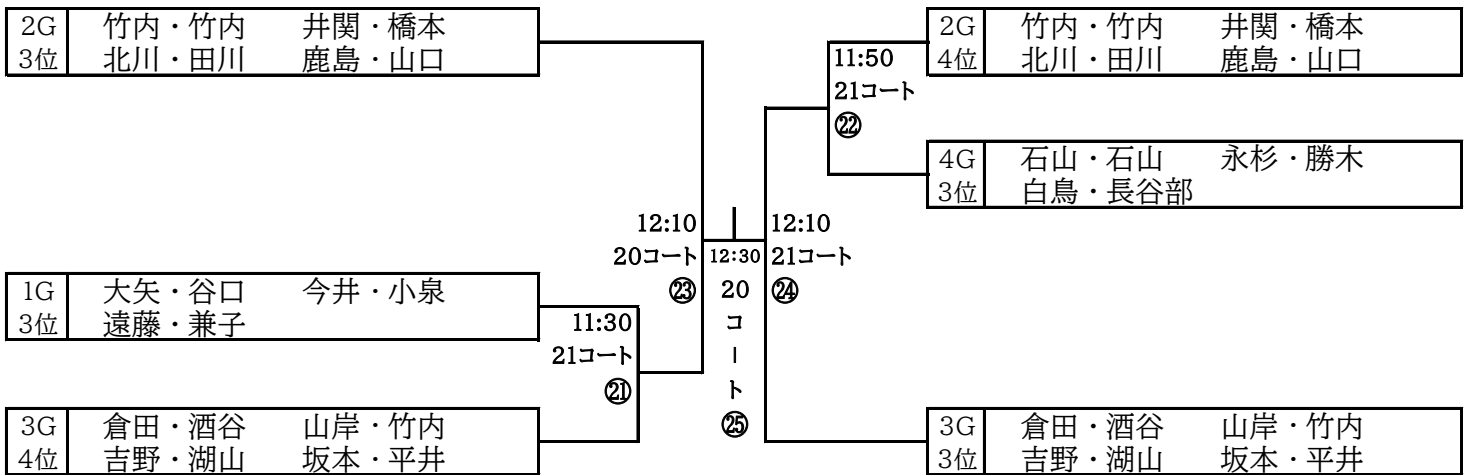 2G 竹内・竹内 井関・橋本
3位 北川・田川 鹿島・山口
2G 竹内・竹内 井関・橋本
4位 北川・田川 鹿島・山口
11:50
21コート
㉒
4G 石山・石山 永杉・勝木
3位 白鳥・長谷部
12:10
20コート
㉓
12:30
20コート
㉕
12:10
21コート
㉔
1G 大矢・谷口 今井・小泉
3位 遠藤・兼子
11:30
21コート
㉑
3G 倉田・酒谷 山岸・竹内
4位 吉野・湖山 坂本・平井
3G 倉田・酒谷 山岸・竹内
3位 吉野・湖山 坂本・平井